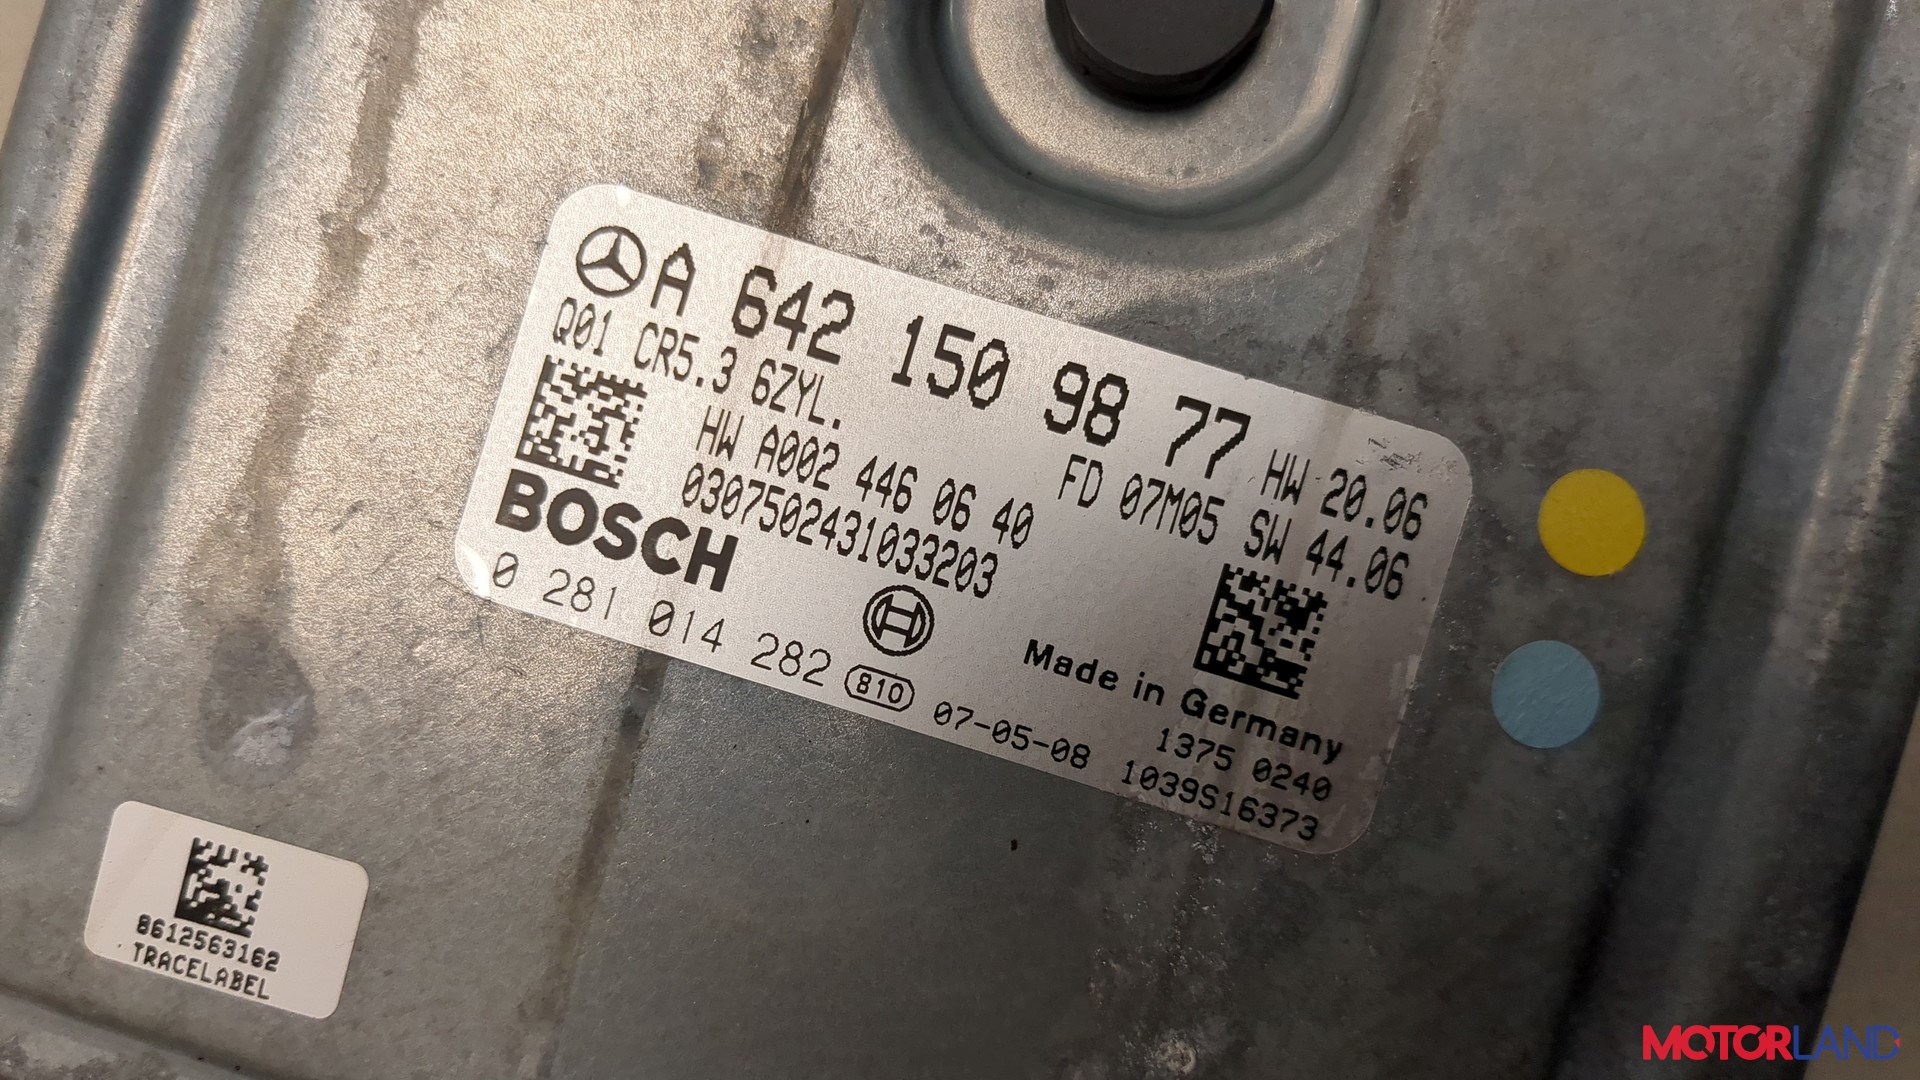 A 642 150 98 77 HW 20.06
Q01 CR5.3 6ZYL. FD 07M05 SW 44.06
HW A002 446 06 40
0307502431033203
BOSCH
0 281 014 282 810 07-05-08 1039S16373
Made in Germany
1375 0240
8612563162
TRACELABEL
MOTORLAND